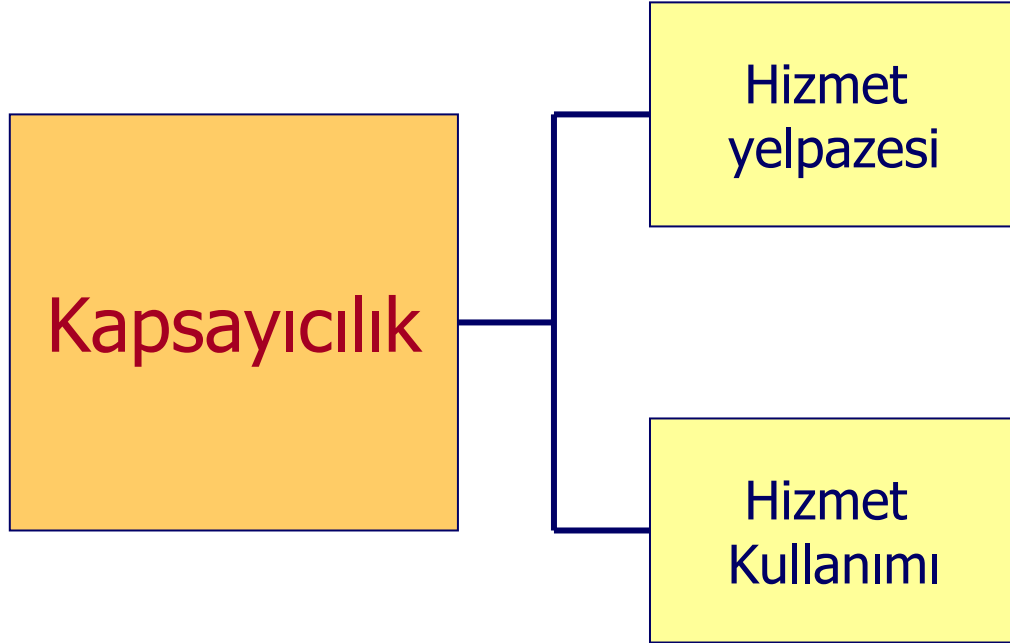 Hizmet
yelpazesi
Kapsayıcılık
Hizmet
Kullanımı